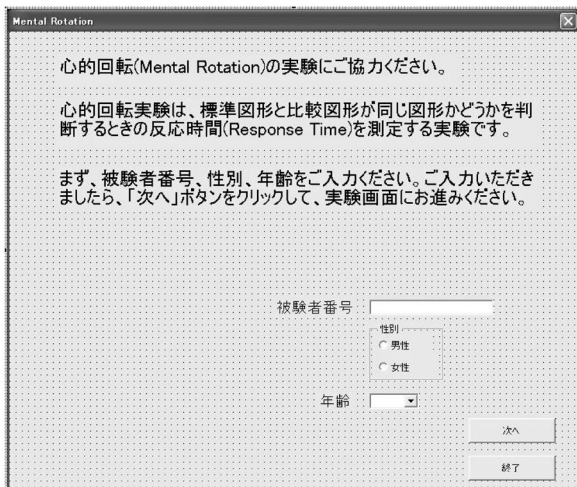 Mental Rotation
心的回転(Mental Rotation)の実験にご協力ください。
心的回転実験は、標準図形と比較図形が同じ図形かどうかを判
断するときの反応時間(Response Time)を測定する実験です。
まず、被験者番号、性別、年齢をご入力ください。ご入力いただき
ましたら、「次へ」ボタンをクリックして、実験画面にお進みください。
被験者番号
性別
男性
女性
年齢
次へ
終了